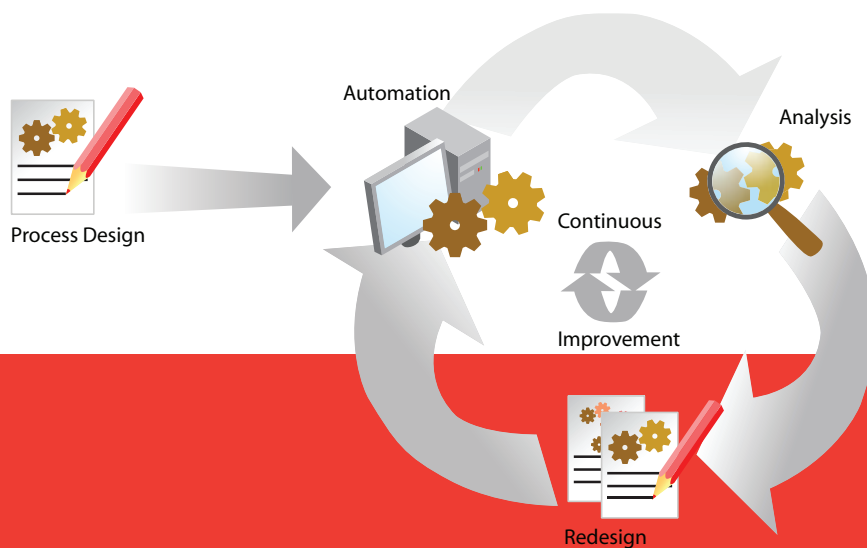 Automation
Analysis
Process Design
Continuous
Improvement
Redesign